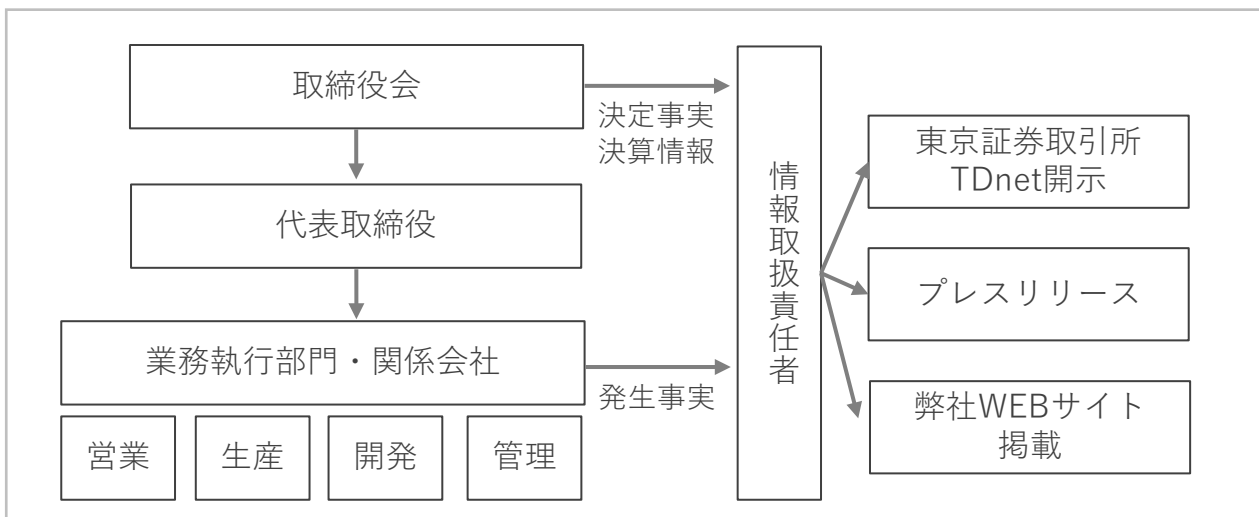 取締役会
決定事実
決算情報
代表取締役
業務執行部門・関係会社
発生事実
営業
生産
開発
管理
情報取扱責任者
東京証券取引所
TDnet開示
プレスリリース
弊社WEBサイト
掲載